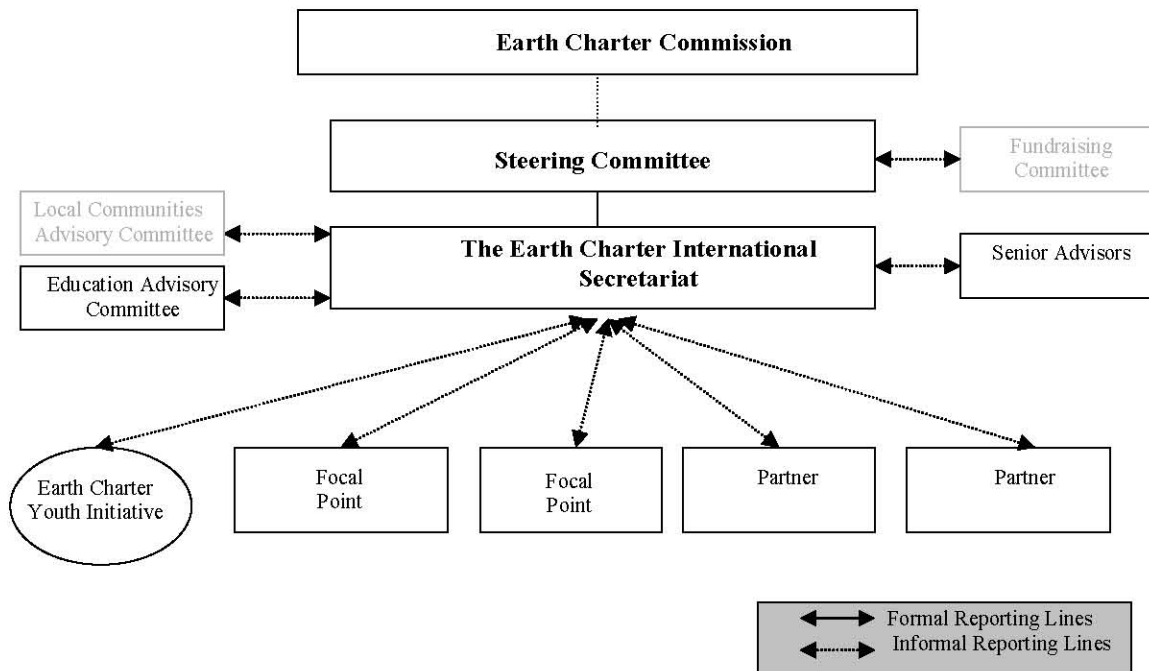 Earth Charter Commission
Steering Committee
Fundraising
Committee
Local Communities
Advisory Committee
The Earth Charter International
Secretariat
Senior Advisors
Education Advisory
Committee
Earth Charter
Youth Initiative
Focal
Point
Focal
Point
Partner
Partner
Formal Reporting Lines
Informal Reporting Lines